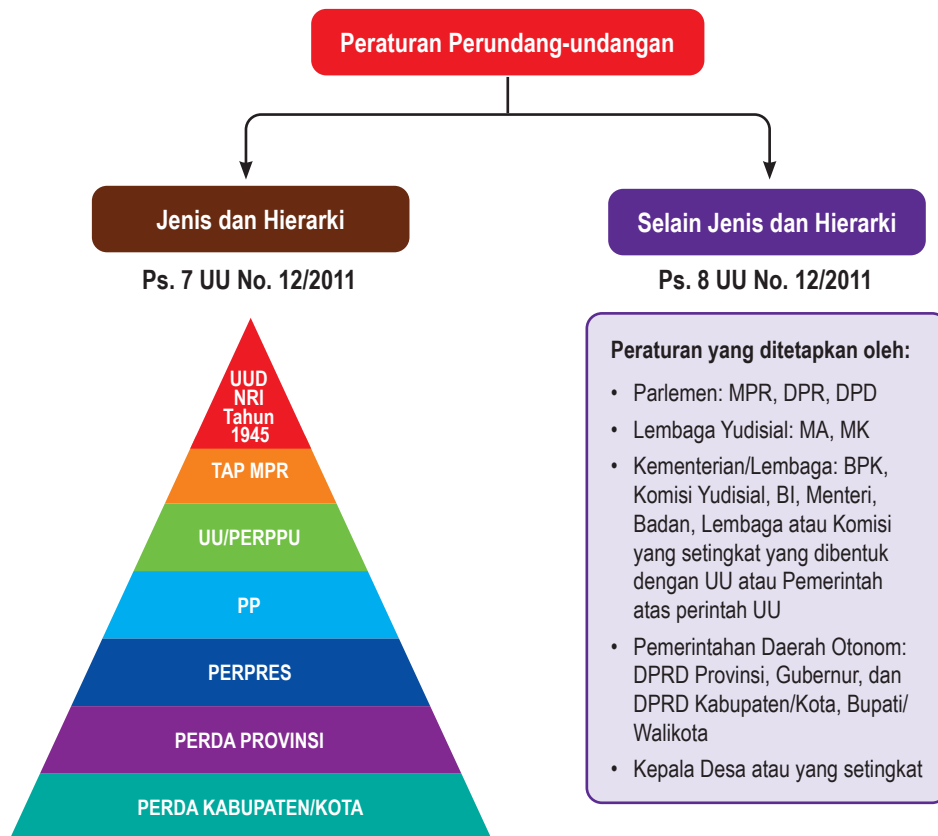 Peraturan Perundang-undangan
Jenis dan Hierarki
Ps. 7 UU No. 12/2011
UUD
NRI
Tahun
1945
TAP MPR
UU/PERPPU
PP
PERPRES
PERDA PROVINSI
PERDA KABUPATEN/KOTA
Selain Jenis dan Hierarki
Ps. 8 UU No. 12/2011
Peraturan yang ditetapkan oleh:
• Parlemen: MPR, DPR, DPD
• Lembaga Yudisial: MA, MK
• Kementerian/Lembaga: BPK,
Komisi Yudisial, BI, Menteri,
Badan, Lembaga atau Komisi
yang setingkat yang dibentuk
dengan UU atau Pemerintah
atas perintah UU
• Pemerintahan Daerah Otonom:
DPRD Provinsi, Gubernur, dan
DPRD Kabupaten/Kota, Bupati/
Walikota
• Kepala Desa atau yang setingkat